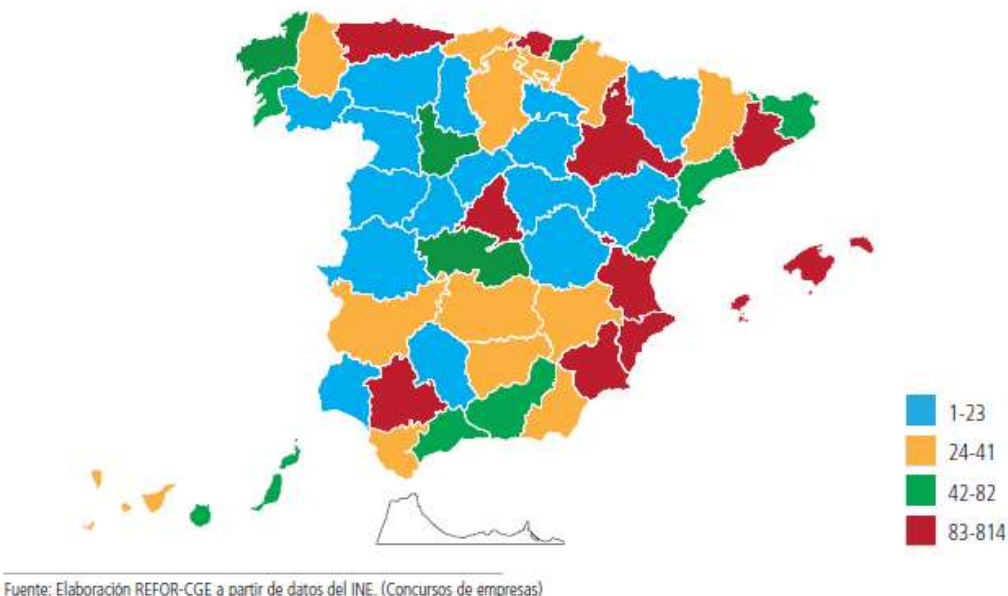 1-23
24-41
42-82
83-814
Fuente: Elaboración REFOR-CGE a partir de datos del INE. (Concursos de empresas)